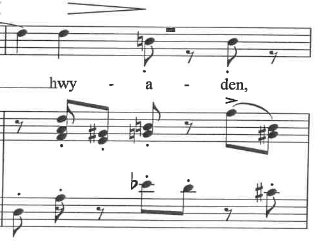 hwy - a - den,